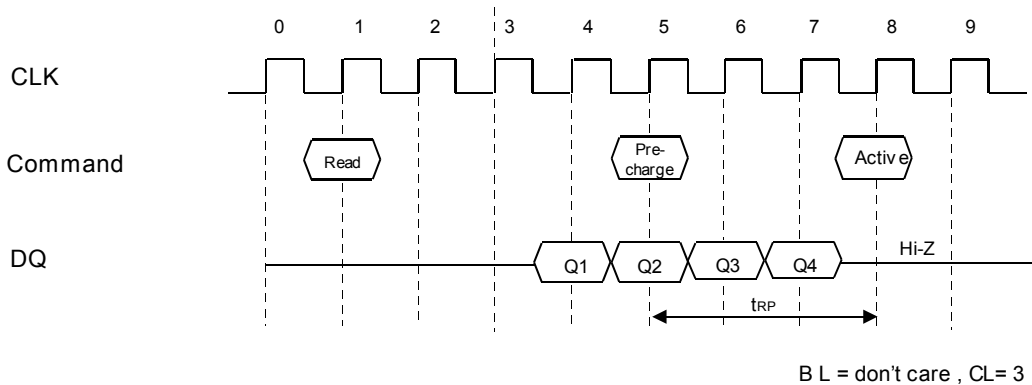 0 1 2 3 4 5 6 7 8 9
CLK
Command Read Pre-charge Active
DQ Q1 Q2 Q3 Q4 Hi-Z
tRP
B L = don't care , CL= 3